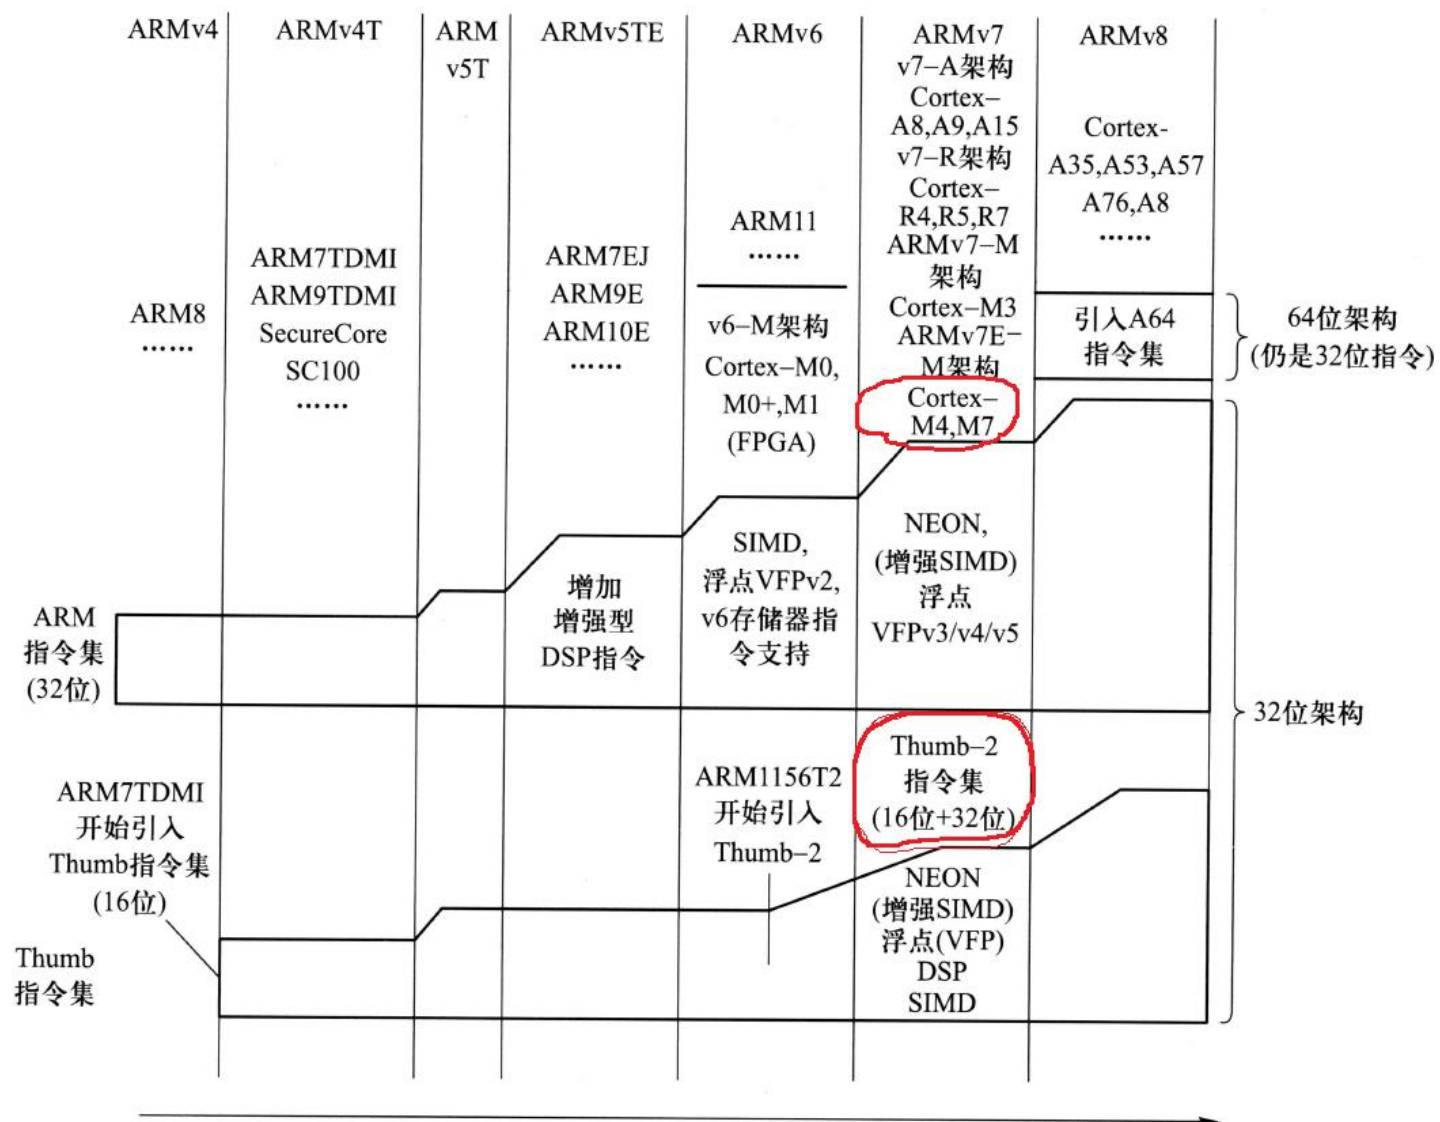 ARMv4
ARMv4T
ARM
v5T
ARMv5TE
ARMv6
ARMv7
v7-A架构
Cortex-
A8,A9,A15
v7-R架构
Cortex-
R4,R5,R7
ARMv7-M
架构
Cortex-M3
ARMv7E-
M架构
Cortex-
M4,M7
ARMv8
Cortex-
A35,A53,A57
A76,A8
……
引入A64
指令集
64位架构
(仍是32位指令)
ARM8
……
ARM7TDMI
ARM9TDMI
SecureCore
SC100
……
ARM7EJ
ARM9E
ARM10E
……
ARM11
……
v6-M架构
Cortex-M0,
M0+,M1
(FPGA)
ARM
指令集
(32位)
增加
增强型
DSP指令
SIMD,
浮点VFPv2,
v6存储器指
令支持
NEON,
(增强SIMD)
浮点
VFPv3/v4/v5
32位架构
ARM7TDMI
开始引入
Thumb指令集
(16位)
ARM1156T2
开始引入
Thumb-2
Thumb-2
指令集
(16位+32位)
NEON
(增强SIMD)
浮点(VFP)
DSP
SIMD
Thumb
指令集